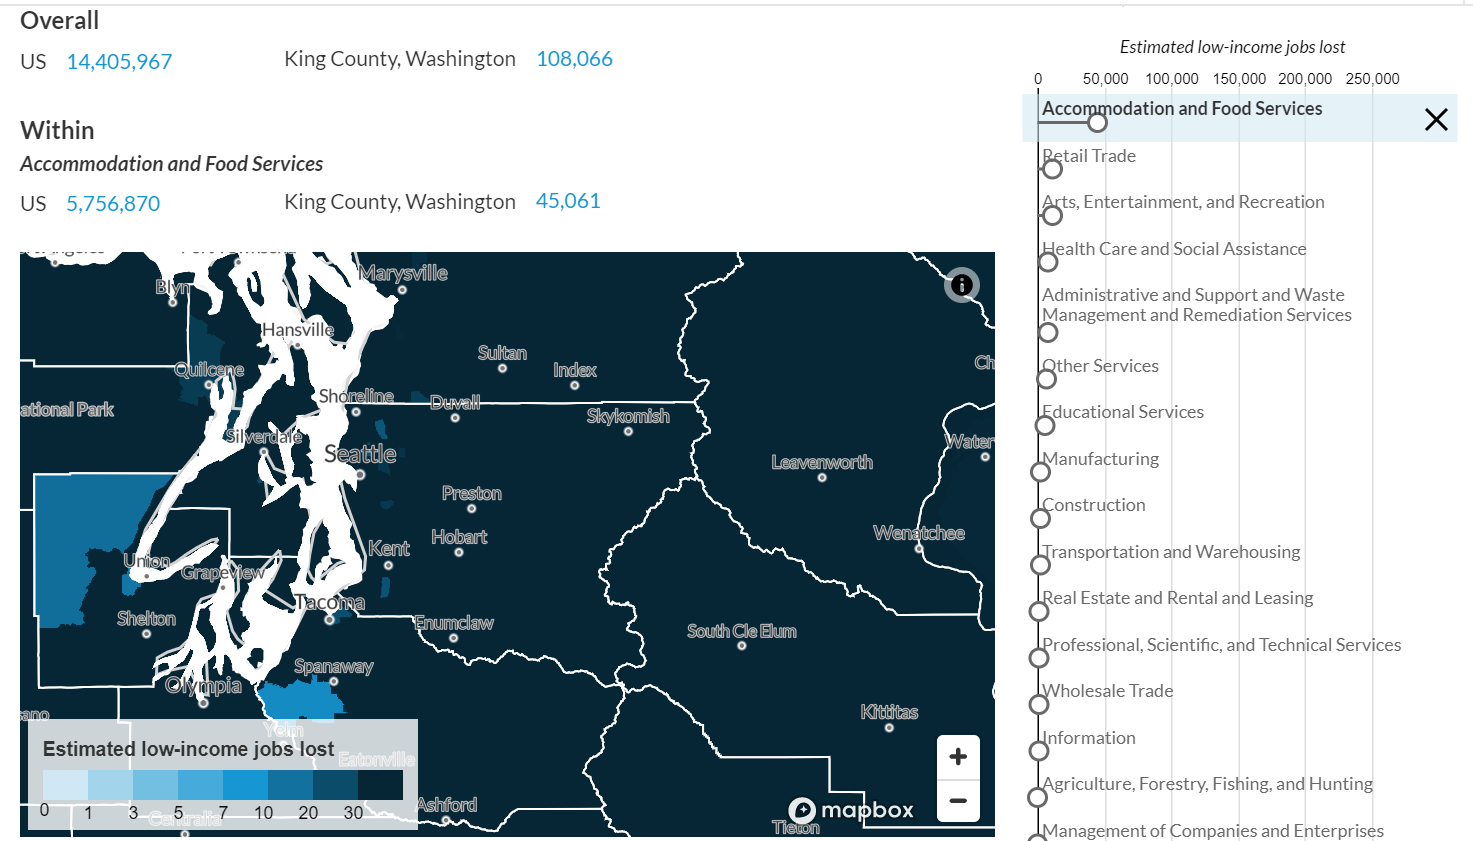 Overall
US 14,405,967 King County, Washington 108,066
Within
Accommodation and Food Services
US 5,756,870 King County, Washington 45,061
Marysville
Blyn
Hansville
Sultan
Quilcene
Index
Ch
Shoreline
Duvall
ational Park
Skykomish
Silverdale
Seattle
Water
Leavenworth
Preston
Wenatchee
Hobart
Kent
Union
Grapeview
Tacoma
Shelton
Enumclaw
South Cle Elum
Spanaway
Olympia
Kittitas
ano
Yelm
Estimated low-income jobs lost
Eatonville
0 1 3 5 7 10 20 30
Centralia
Ashford
mapbox
Tieton
Estimated low-income jobs lost
0 50,000 100,000 150,000 200,000 250,000
Accommodation and Food Services
Retail Trade
Arts, Entertainment, and Recreation
Health Care and Social Assistance
Administrative and Support and Waste
Management and Remediation Services
Other Services
Educational Services
Manufacturing
Construction
Transportation and Warehousing
Real Estate and Rental and Leasing
Professional, Scientific, and Technical Services
Wholesale Trade
Information
Agriculture, Forestry, Fishing, and Hunting
Management of Companies and Enterprises